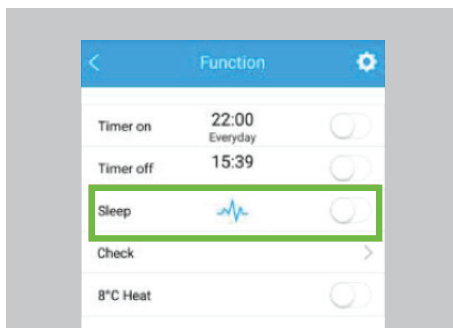 Function
Timer on
22:00
Everyday
Timer off
15:39
Sleep
Check
8°C Heat